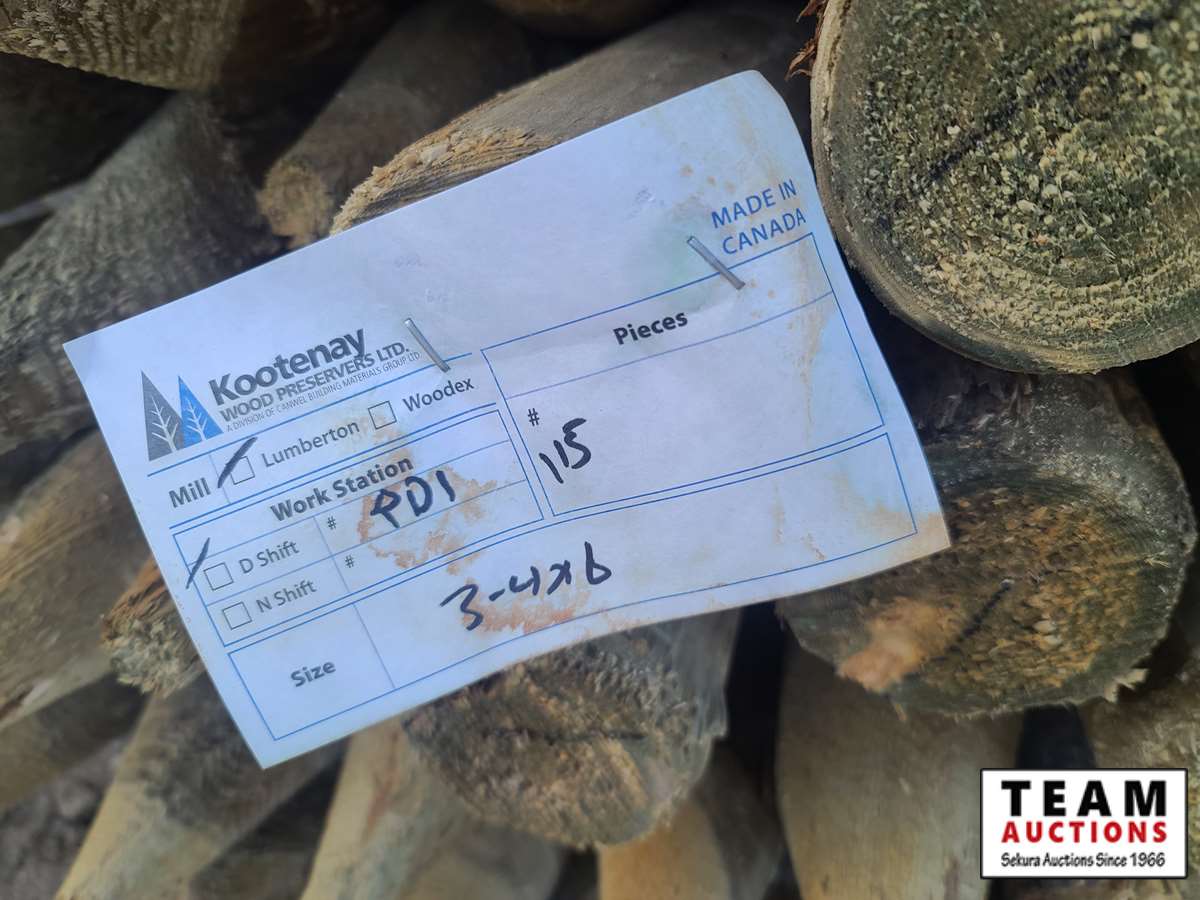 MADE IN
CANADA
Kootenay
WOOD PRESERVERS LTD.
A DIVISION OF CANWEL BUILDING MATERIALS GROUP LTD
Mill Lumberton Woodex
Pieces
# 115
Work Station
D Shift # PD1
N Shift #
Size 3-4x6
TEAM
AUCTIONS
Sekura Auctions Since 1966